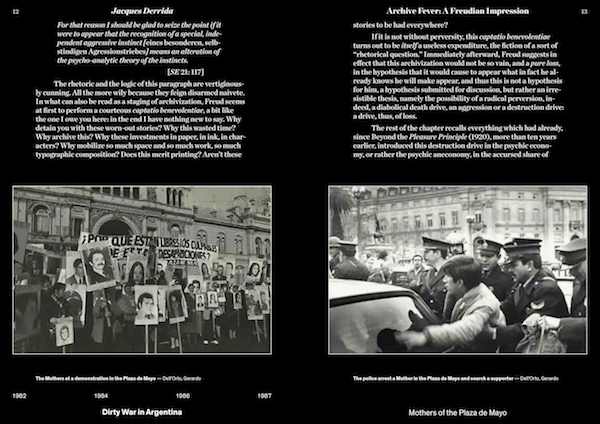 12
Jacques Derrida
For that reason I should be glad to seize the point if it
were to appear that the recognition of a special, inde-
pendent aggressive instinct [eines besonderen, selb-
ständigen Agressionstriebes] means an alteration of
the psycho-analytic theory of the instincts.
[SE 21: 117]
The rhetoric and the logic of this paragraph are vertiginous-
ly cunning. All the more wily because they feign disarmed naivete.
In what can also be read as a staging of archivization, Freud seems
at first to perform a courteous captatio benevolentiae, a bit like
the one I owe you here: in the end I have nothing new to say. Why
detain you with these worn-out stories? Why this wasted time?
Why archive this? Why these investments in paper, in ink, in char-
acters? Why mobilize so much space and so much work, so much
typographic composition? Does this merit printing? Aren't these
¿POR QUE ESTAN LIBRES LOS CULPABLES
DE
DESAPARICIONES?
The Mothers at a demonstration in the Plaza de Mayo — Dell'Orto, Gerardo
1982
1984
1986
1987
Dirty War in Argentina
Archive Fever: A Freudian Impression
13
stories to be had everywhere?
If it is not without perversity, this captatio benevolentiae
turns out to be itself a useless expenditure, the fiction of a sort of
"rhetorical question." Immediately afterward, Freud suggests in
effect that this archivization would not be so vain, and a pure loss,
in the hypothesis that it would cause to appear what in fact he al-
ready knows he will make appear, and thus this is not a hypothesis
for him, a hypothesis submitted for discussion, but rather an irre-
sistible thesis, namely the possibility of a radical perversion, in-
deed, a diabolical death drive, an aggression or a destruction drive:
a drive, thus, of loss.
The rest of the chapter recalls everything which had already,
since Beyond the Pleasure Principle (1920), more than ten years
earlier, introduced this destruction drive in the psychic econo-
my, or rather the psychic aneconomy, in the accursed share of
The police arrest a Mother in the Plaza de Mayo and search a supporter — Dell'Orto, Gerardo
Mothers of the Plaza de Mayo